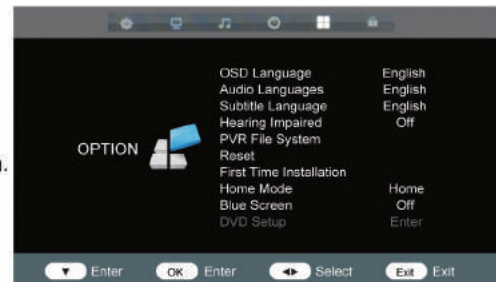 OSD Language English
Audio Languages English
Subtitle Language English
Hearing Impaired Off
PVR File System
OPTION
Reset
First Time Installation
Home Mode Home
Blue Screen Off
DVD Setup Enter
▼ Enter OK Enter ◄► Select Exit Exit